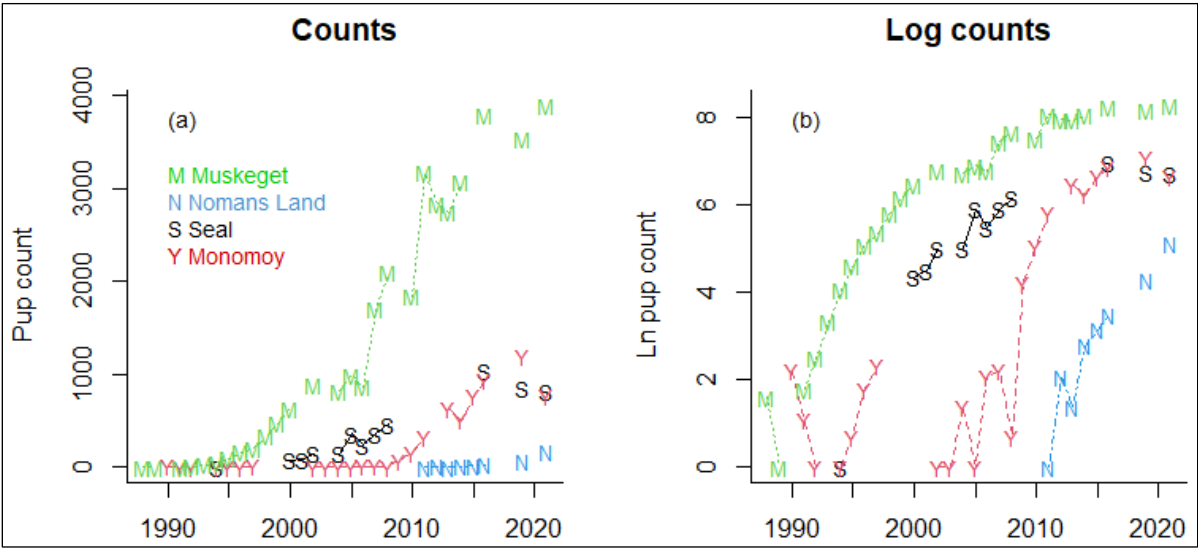 Counts
Pup count
4000
3000
2000
1000
0
(a)
M Muskeget
N Nomans Land
S Seal
Y Monomoy
1990 2000 2010 2020
Log counts
Ln pup count
8
6
4
2
0
(b)
1990 2000 2010 2020